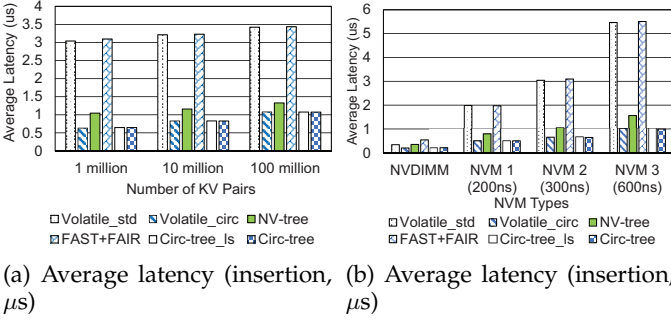 Average Latency (us)
4
3.5
3
2.5
2
1.5
1
0.5
0
1 million
10 million
100 million
Number of KV Pairs
Volatile_std
Volatile_circ
NV-tree
FAST+FAIR
Circ-tree_ls
Circ-tree
(a) Average latency (insertion,
μs)
Average Latency (us)
6
5
4
3
2
1
0
NVDIMM
NVM 1
(200ns)
NVM 2
(300ns)
NVM 3
(600ns)
NVM Types
Volatile_std
Volatile_circ
NV-tree
FAST+FAIR
Circ-tree_ls
Circ-tree
(b) Average latency (insertion,
μs)